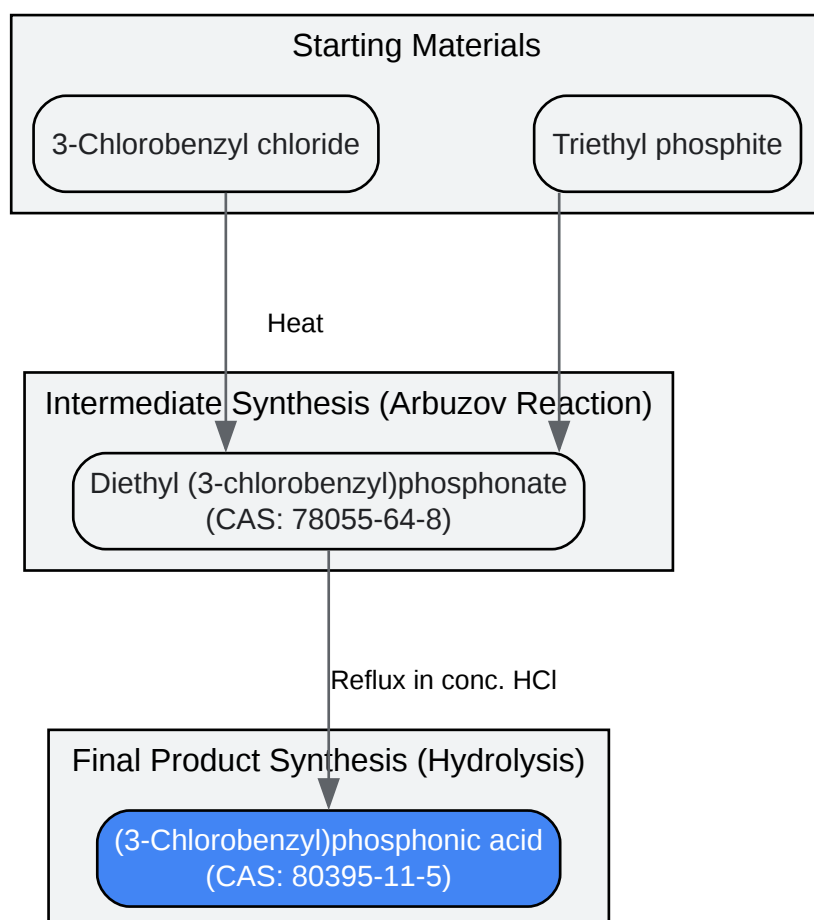 Starting Materials
3-Chlorobenzyl chloride
Triethyl phosphite
Heat
Intermediate Synthesis (Arbuzov Reaction)
Diethyl (3-chlorobenzyl)phosphonate
(CAS: 78055-64-8)
Reflux in conc. HCl
Final Product Synthesis (Hydrolysis)
(3-Chlorobenzyl)phosphonic acid
(CAS: 80395-11-5)